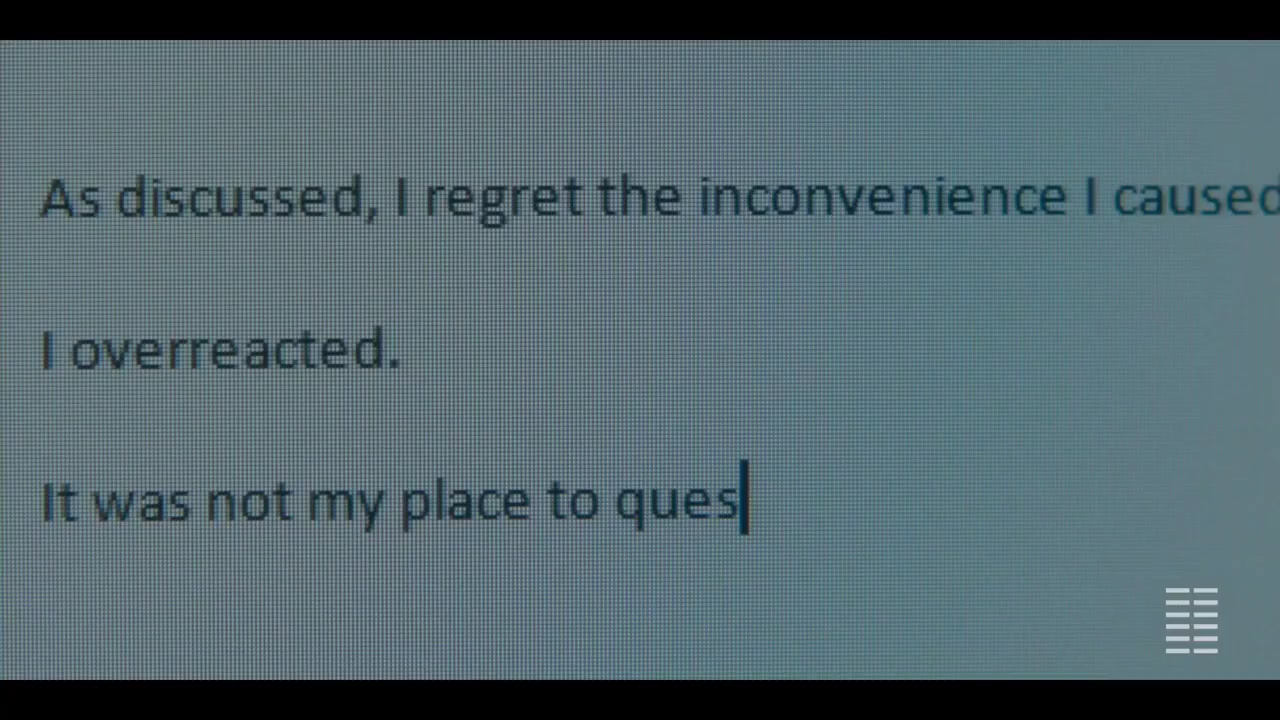 As discussed, I regret the inconvenience I caused
I overreacted.
It was not my place to ques